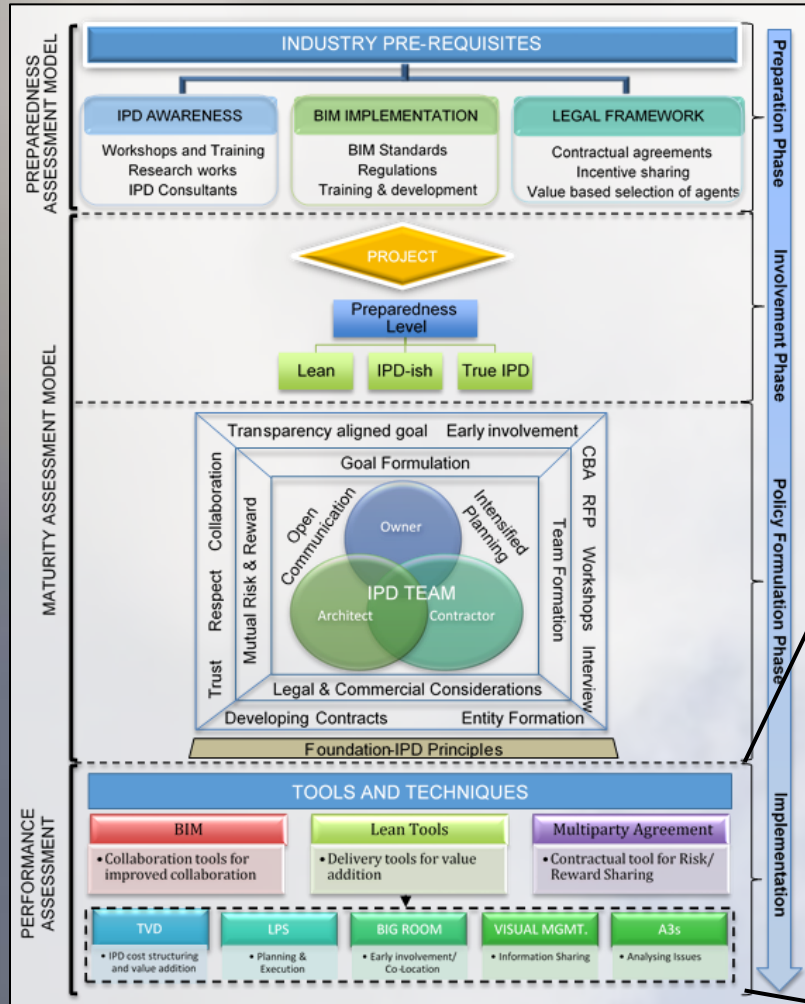 INDUSTRY PRE-REQUISITES
PREPAREDNESS
ASSESSMENT MODEL
IPD AWARENESS
Workshops and Training
Research works
IPD Consultants
BIM IMPLEMENTATION
BIM Standards
Regulations
Training & development
LEGAL FRAMEWORK
Contractual agreements
Incentive sharing
Value based selection of agents
Preparation Phase
MATURITY ASSESSMENT MODEL
PROJECT
Preparedness
Level
Lean
IPD-ish
True IPD
Involvement Phase
Transparency aligned goal
Early involvement
Goal Formulation
Trust Respect Collaboration
Mutual Risk & Reward
Open
Communication
Owner
Intensified
Planning
IPD TEAM
Architect
Contractor
Team Formation
CBA RFP Workshops Interview
Legal & Commercial Considerations
Developing Contracts
Entity Formation
Foundation-IPD Principles
Policy Formulation Phase
PERFORMANCE
ASSESSMENT
TOOLS AND TECHNIQUES
BIM
• Collaboration tools for
improved collaboration
Lean Tools
• Delivery tools for value
addition
Multiparty Agreement
• Contractual tool for Risk/
Reward Sharing
TVD
• IPD cost structuring
and value addition
LPS
• Planning &
Execution
BIG ROOM
• Early involvement/
Co-Location
VISUAL MGMT.
• Information Sharing
A3s
• Analysing Issues
Implementation